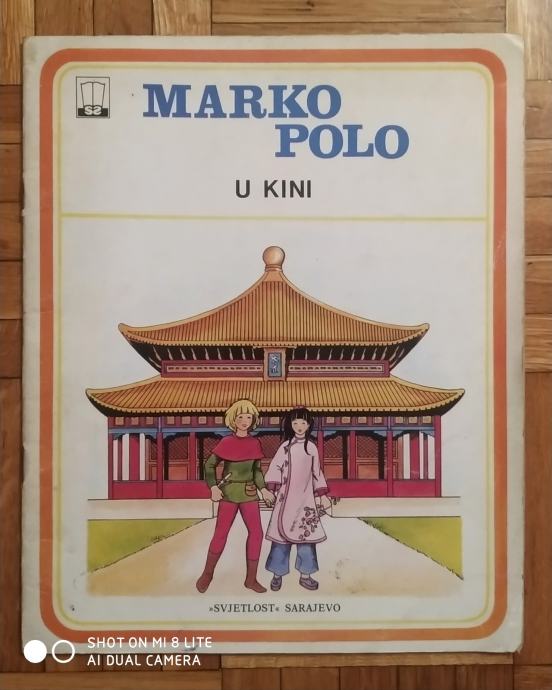 MARKO
POLO
U KINI
»SVJETLOST« SARAJEVO
SHOT ON MI 8 LITE
AI DUAL CAMERA